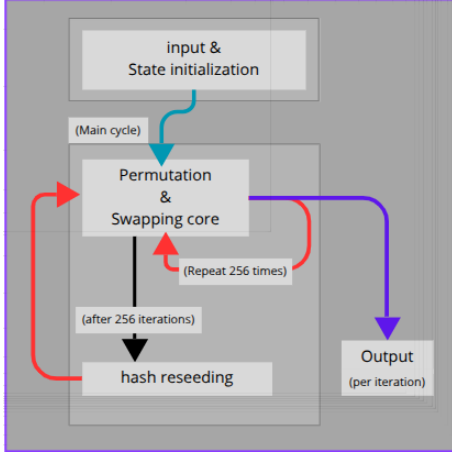 input &
State initialization
(Main cycle)
Permutation
&
Swapping core
(Repeat 256 times)
(after 256 iterations)
hash reseeding
Output
(per iteration)